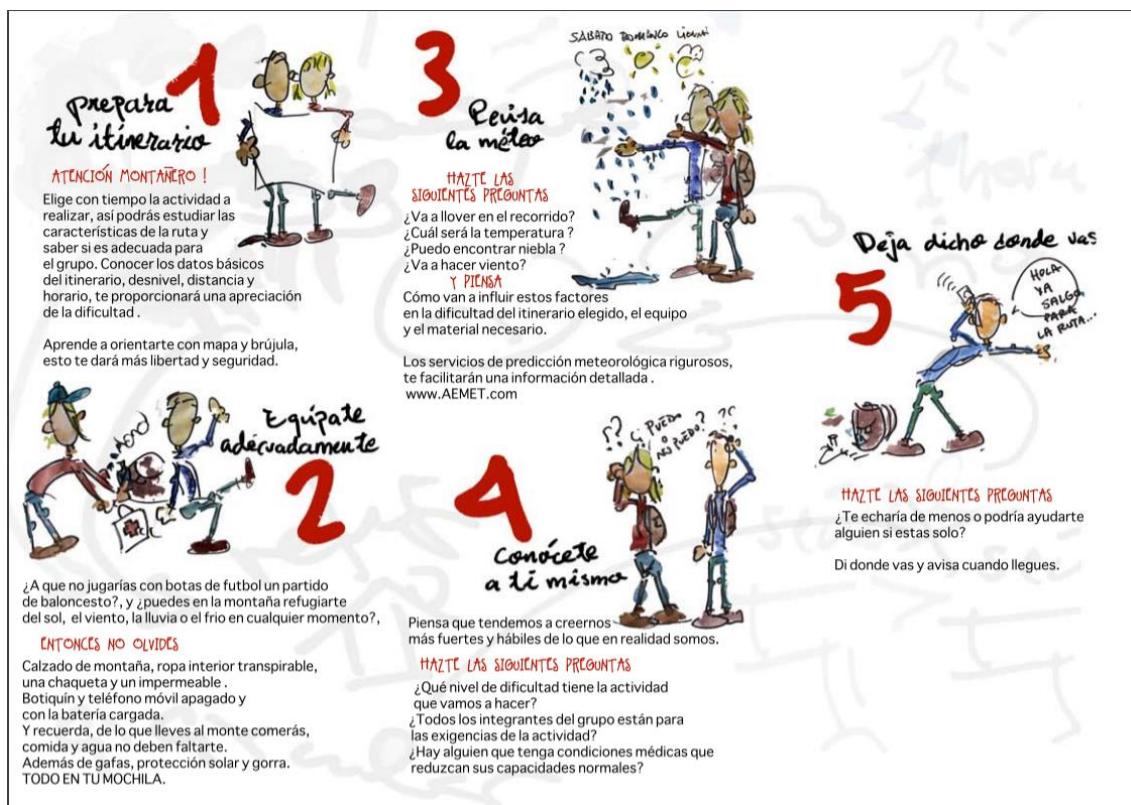 1
prepara
tu itinerario
ATENCIÓN MONTAÑERO !
Elige con tiempo la actividad a
realizar, así podrás estudiar las
características de la ruta y
saber si es adecuada para
el grupo. Conocer los datos básicos
del itinerario, desnivel, distancia y
horario, te proporcionará una apreciación
de la dificultad .
Aprende a orientarte con mapa y brújula,
esto te dará más libertad y seguridad.
Equípate
adecuadamente
2
¿A que no jugarías con botas de futbol un partido
de baloncesto?, y ¿puedes en la montaña refugiarte
del sol, el viento, la lluvia o el frio en cualquier momento?,
ENTONCES NO OLVIDES
Calzado de montaña, ropa interior transpirable,
una chaqueta y un impermeable .
Botiquín y teléfono móvil apagado y
con la batería cargada.
Y recuerda, de lo que lleves al monte comerás,
comida y agua no deben faltarte.
Además de gafas, protección solar y gorra.
TODO EN TU MOCHILA.
3
Revisa
la méteo
SABATO DOMINCO
HAZTE LAS
SIGUIENTES PREGUNTAS
¿Va a llover en el recorrido?
¿Cuál será la temperatura ?
¿Puedo encontrar niebla ?
¿Va a hacer viento?
Y PIENSA
Cómo van a influir estos factores
en la dificultad del itinerario elegido, el equipo
y el material necesario.
Los servicios de predicción meteorológica rigurosos,
te facilitarán una información detallada .
www.AEMET.com
4
¿PUEDO
O
NO PUEDO?
Conócete
a ti mismo
Piensa que tendemos a creernos
más fuertes y hábiles de lo que en realidad somos.
HAZTE LAS SIGUIENTES PREGUNTAS
¿Qué nivel de dificultad tiene la actividad
que vamos a hacer?
¿Todos los integrantes del grupo están para
las exigencias de la actividad?
¿Hay alguien que tenga condiciones médicas que
reduzcan sus capacidades normales?
Deja dicho donde vas
5
HOLA
YA
SALGO
PARA
LA RUTA...
HAZTE LAS SIGUIENTES PREGUNTAS
¿Te echaría de menos o podría ayudarte
alguien si estas solo?
Di donde vas y avisa cuando llegues.